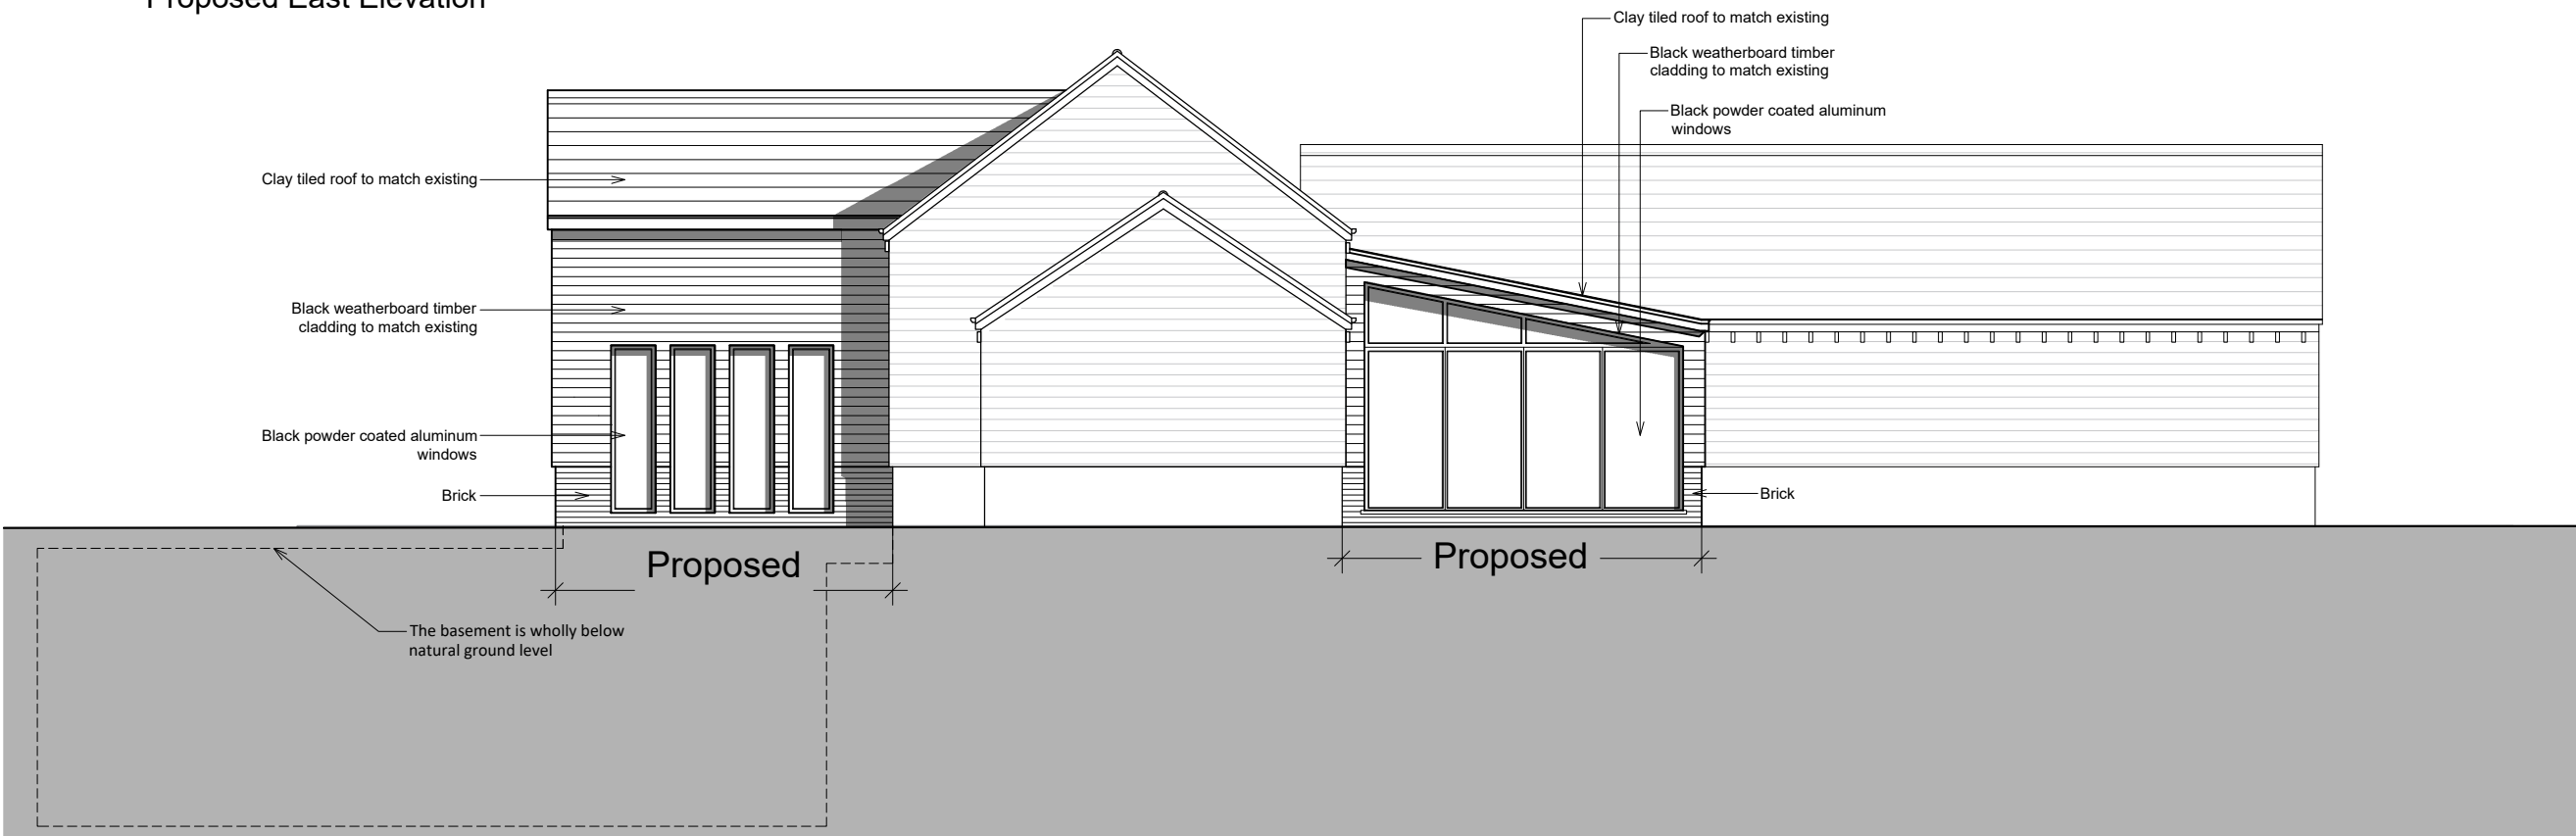 Proposed East Elevation
Clay tiled roof to match existing
Black weatherboard timber
cladding to match existing
Black powder coated aluminum
windows
Clay tiled roof to match existing
Black weatherboard timber
cladding to match existing
Black powder coated aluminum
windows
Brick
Brick
Proposed
Proposed
The basement is wholly below
natural ground level